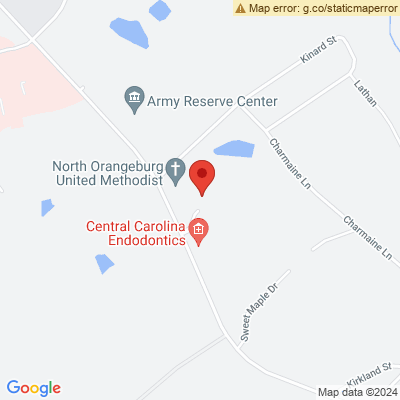 Map error: g.co/staticmaperror
Kinard St
Lathan
Army Reserve Center
Charmaine Ln
North Orangeburg
United Methodist
Central Carolina
Endodontics
Charmaine Ln
Sweet Maple Dr
Kirkland St
Google
Map data ©2024